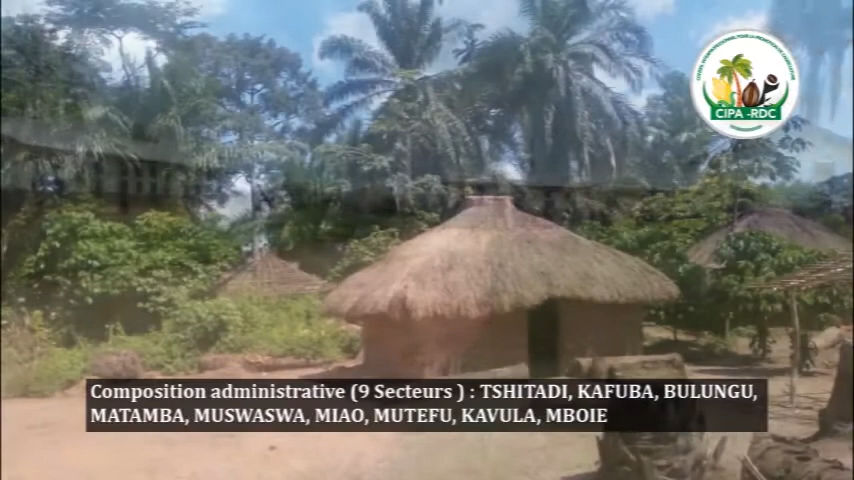 CIPA -RDC
Composition administrative (9 Secteurs ) : TSHITADI, KAFUBA, BULUNGU,
MATAMBA, MUSWASWA, MIAO, MUTEFU, KAVULA, MBOIE